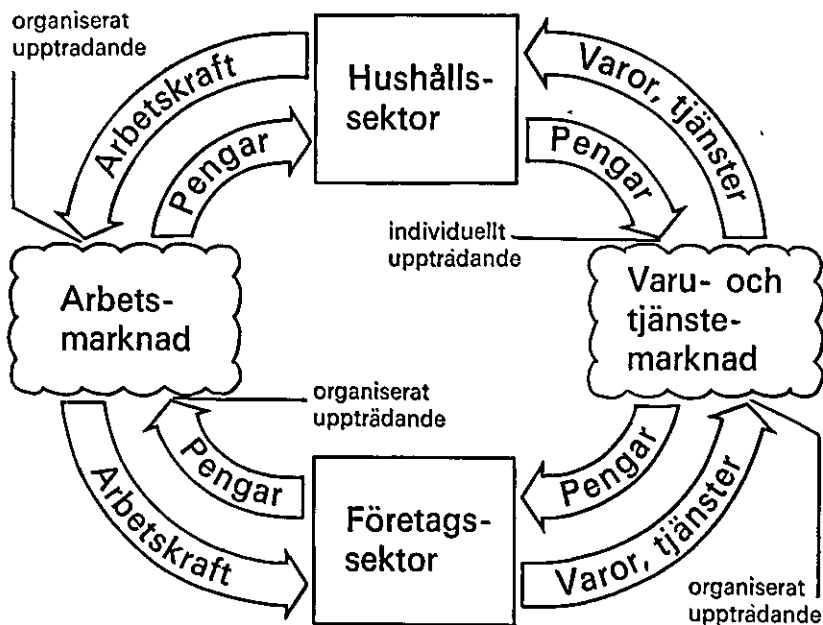 organiserat
upptradande
Arbetskraft
Pengar
Hushålls-
sektor
Varor, tjänster
Pengar
individuellt
uppträdande
Arbets-
marknad
Varu- och
tjänste-
marknad
organiserat
uppträdande
Arbetskraft
Pengar
Företags-
sektor
Pengar
Varor, tjänster
organiserat
uppträdande